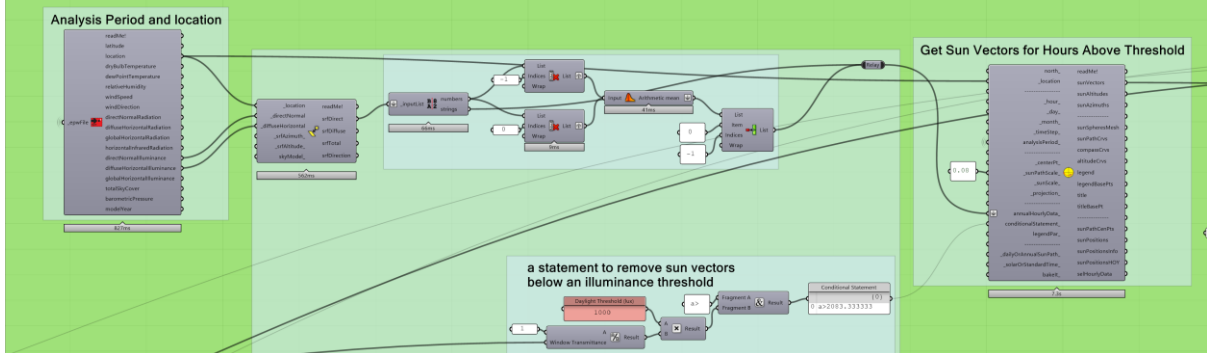 Analysis Period and location
readMe!
latitude
location
dryBulbTemperature
dewPointTemperature
relativeHumidity
windSpeed
windDirection
directNormalRadiation
diffuseHorizontalRadiation
globalHorizontalRadiation
horizontalInfraredRadiation
directNormalIlluminance
diffuseHorizontalIlluminance
globalHorizontalIlluminance
totalSkyCover
barometricPressure
modelYear
_epwFile
827ms
_location
_directNormal
_diffuseHorizontal
_srfAzimuth_
_srfAltitude_
skyModel_
readMe!
srfDirect
srfDiffuse
srfTotal
srfDirection
562ms
_inputList
numbers
strings
66ms
-1
List
Indices
Wrap
List
0
List
Indices
Wrap
List
0ms
Input
Arithmetic mean
47ms
0
-1
List
Item
Indices
Wrap
List
Relay
Get Sun Vectors for Hours Above Threshold
north_
_location
_hour_
_day_
_month_
_timeStep_
analysisPeriod_
_centerPt_
_sunPathScale_
_sunScale_
_projection_
annualHourlyData_
conditionalStatement_
legendPar_
_dailyOrAnnualSunPath_
_solarOrStandardTime_
bakeIt_
readMe!
sunVectors
sunAltitudes
sunAzimuths
sunSpheresMesh
sunPathCrvs
compassCrvs
altitudeCrvs
legend
legendBasePts
title
titleBasePt
sunPathCenPts
sunPositions
sunPositionsInfo
sunPositionsHOY
selHourlyData
0.08
7.2s
a statement to remove sun vectors
below an illuminance threshold
Daylight Threshold (lux)
1000
1
A
Window Transmittance
Result
A
B
Result
a>
Fragment A
Fragment B
Result
Conditional Statement
{0}
0 a>2083.333333